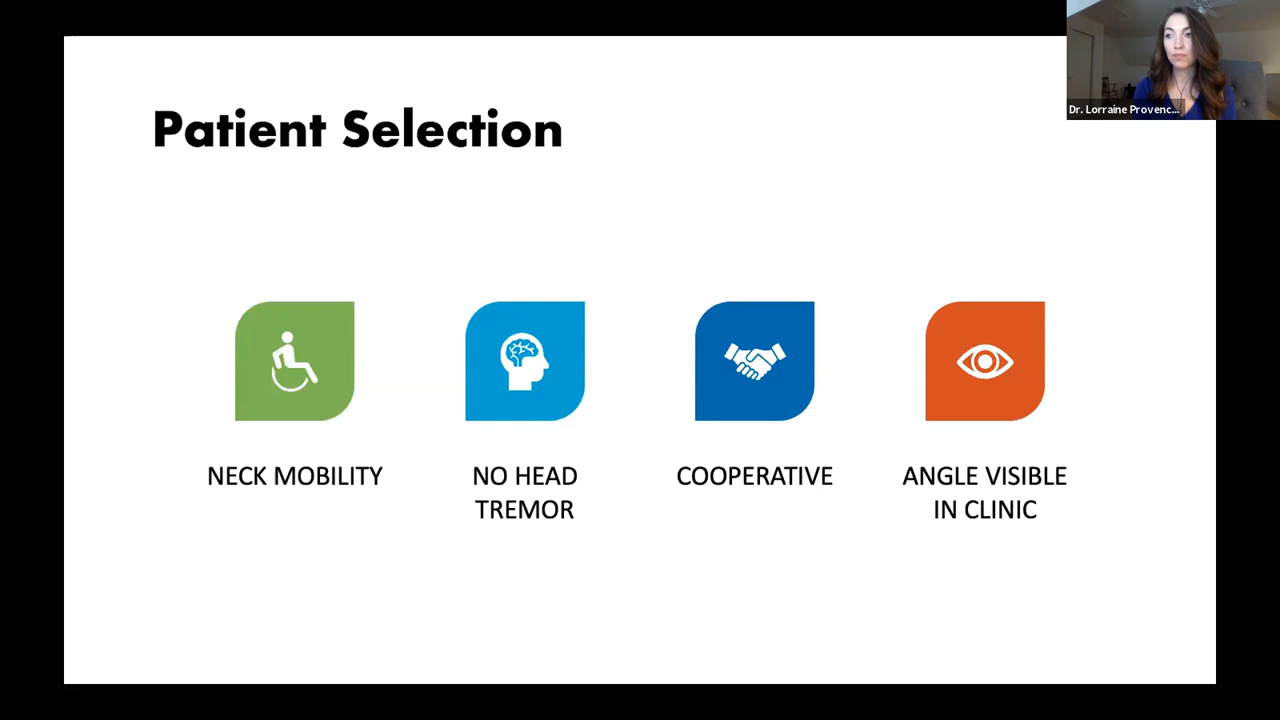 Patient Selection
Dr. Lorraine Provenc...
NECK MOBILITY
NO HEAD
TREMOR
COOPERATIVE
ANGLE VISIBLE
IN CLINIC